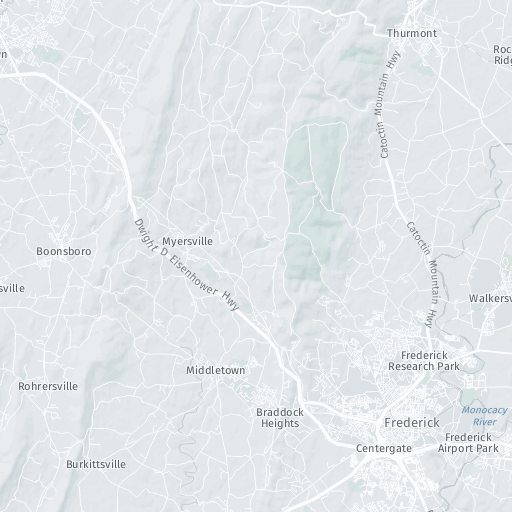 Thurmont
Roc
Ridg
n
Catoctin Mountain Hwy
Dwight D Eisenhower Hwy
Myersville
Boonsboro
sville
Catoctin Mountain Hwy
Walkersv
Frederick
Research Park
Middletown
Rohrersville
Braddock
Heights
Frederick
Monocacy
River
Centergate
Frederick
Airport Park
Burkittsville